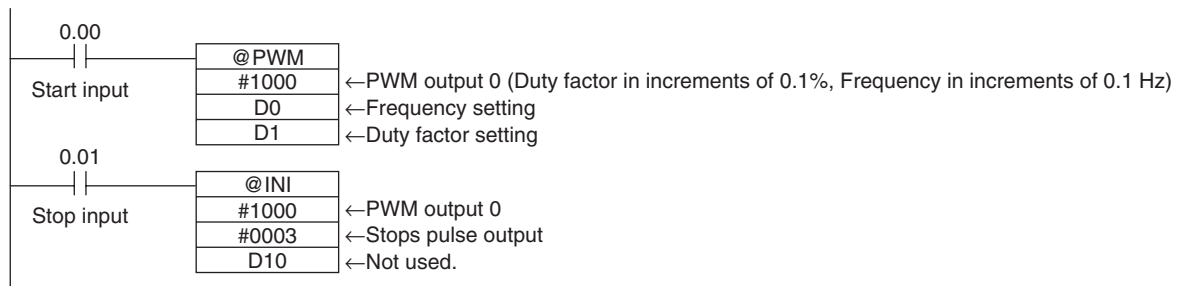 0.00
@PWM
Start input
#1000 ←PWM output 0 (Duty factor in increments of 0.1%, Frequency in increments of 0.1 Hz)
D0 ←Frequency setting
D1 ←Duty factor setting
0.01
@INI
Stop input
#1000 ←PWM output 0
#0003 ←Stops pulse output
D10 ←Not used.